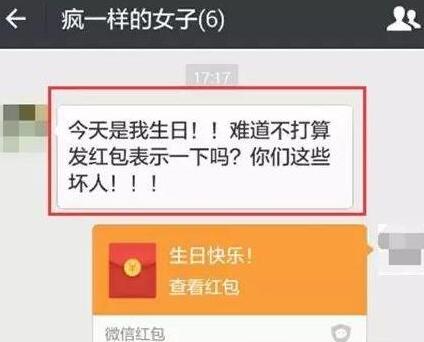 疯一样的女子(6)
17:17
今天是我生日！！难道不打算
发红包表示一下吗？你们这些
坏人！！！
生日快乐！
查看红包
微信红包